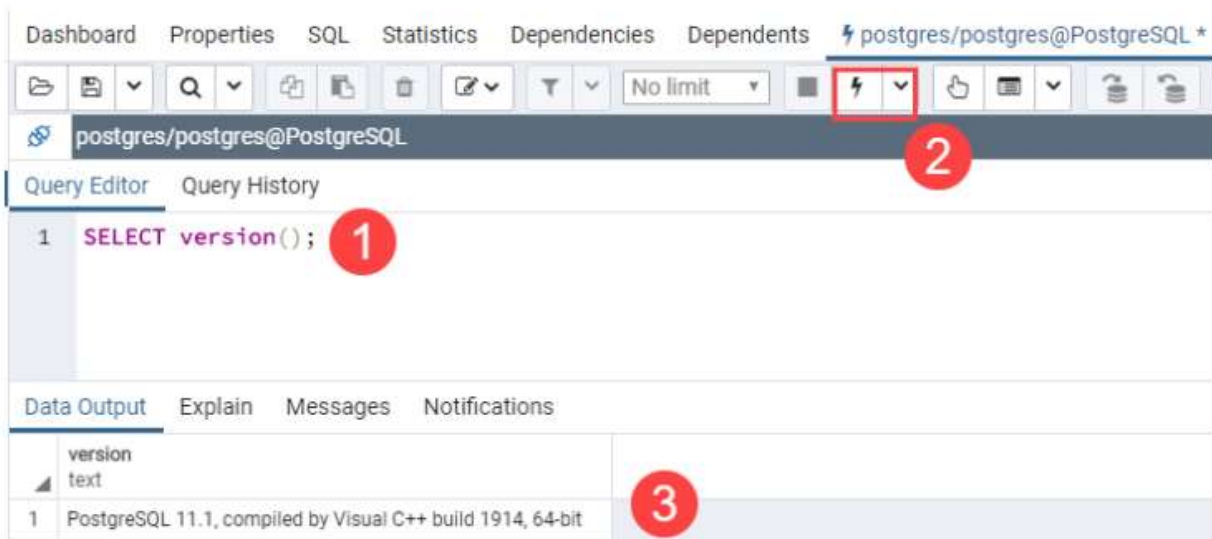 Dashboard Properties SQL Statistics Dependencies Dependents postgres/postgres@PostgreSQL *
No limit
postgres/postgres@PostgreSQL
2
Query Editor Query History
1 SELECT version(); 1
Data Output Explain Messages Notifications
version
text
3
1 PostgreSQL 11.1, compiled by Visual C++ build 1914, 64-bit